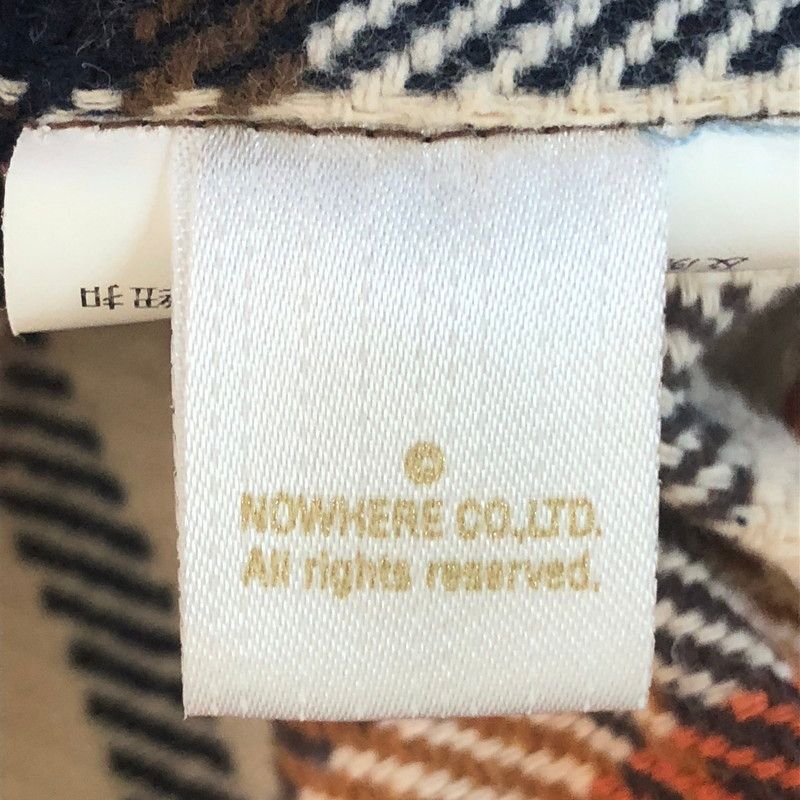 ©
NOWHERE CO.,LTD.
All rights reserved.